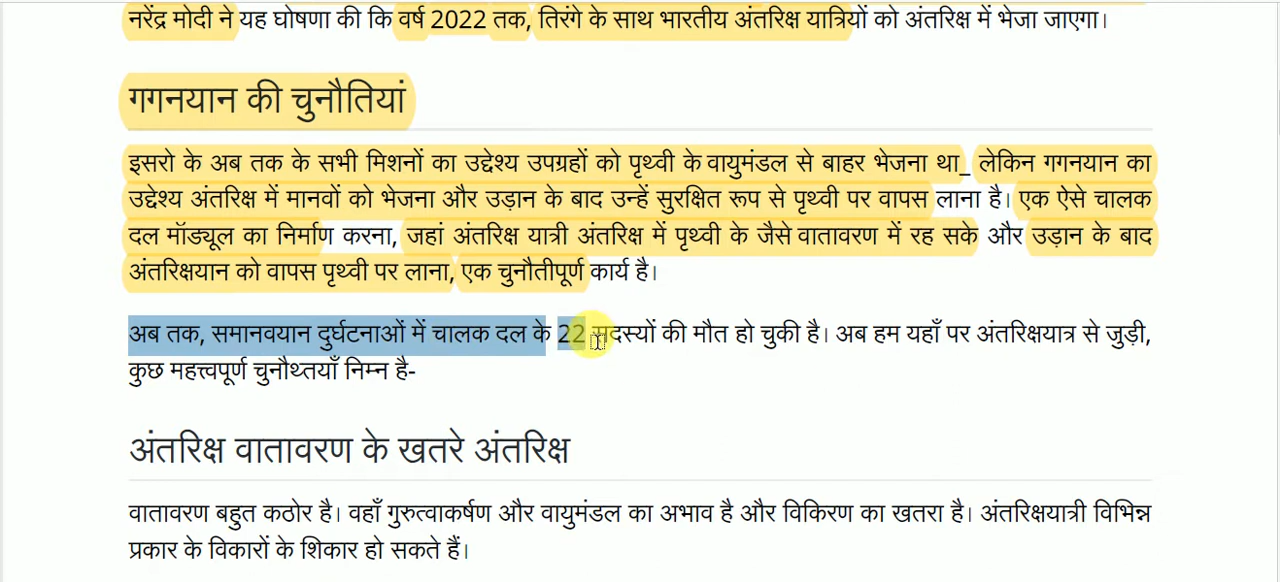 नरेंद्र मोदी ने यह घोषणा की कि वर्ष 2022 तक, तिरंगे के साथ भारतीय अंतरिक्ष यात्रियों को अंतरिक्ष में भेजा जाएगा।
गगनयान की चुनौतियां
इसरो के अब तक के सभी मिशनों का उद्देश्य उपग्रहों को पृथ्वी के वायुमंडल से बाहर भेजना था_ लेकिन गगनयान का
उद्देश्य अंतरिक्ष में मानवों को भेजना और उड़ान के बाद उन्हें सुरक्षित रूप से पृथ्वी पर वापस लाना है। एक ऐसे चालक
दल मॉड्यूल का निर्माण करना, जहां अंतरिक्ष यात्री अंतरिक्ष में पृथ्वी के जैसे वातावरण में रह सके और उड़ान के बाद
अंतरिक्षयान को वापस पृथ्वी पर लाना, एक चुनौतीपूर्ण कार्य है।
अब तक, समानवयान दुर्घटनाओं में चालक दल के 22 सदस्यों की मौत हो चुकी है। अब हम यहाँ पर अंतरिक्षयात्र से जुड़ी,
कुछ महत्त्वपूर्ण चुनौथ्तयाँ निम्न है-
अंतरिक्ष वातावरण के खतरे अंतरिक्ष
वातावरण बहुत कठोर है। वहाँ गुरुत्वाकर्षण और वायुमंडल का अभाव है और विकिरण का खतरा है। अंतरिक्षयात्री विभिन्न
प्रकार के विकारों के शिकार हो सकते हैं।